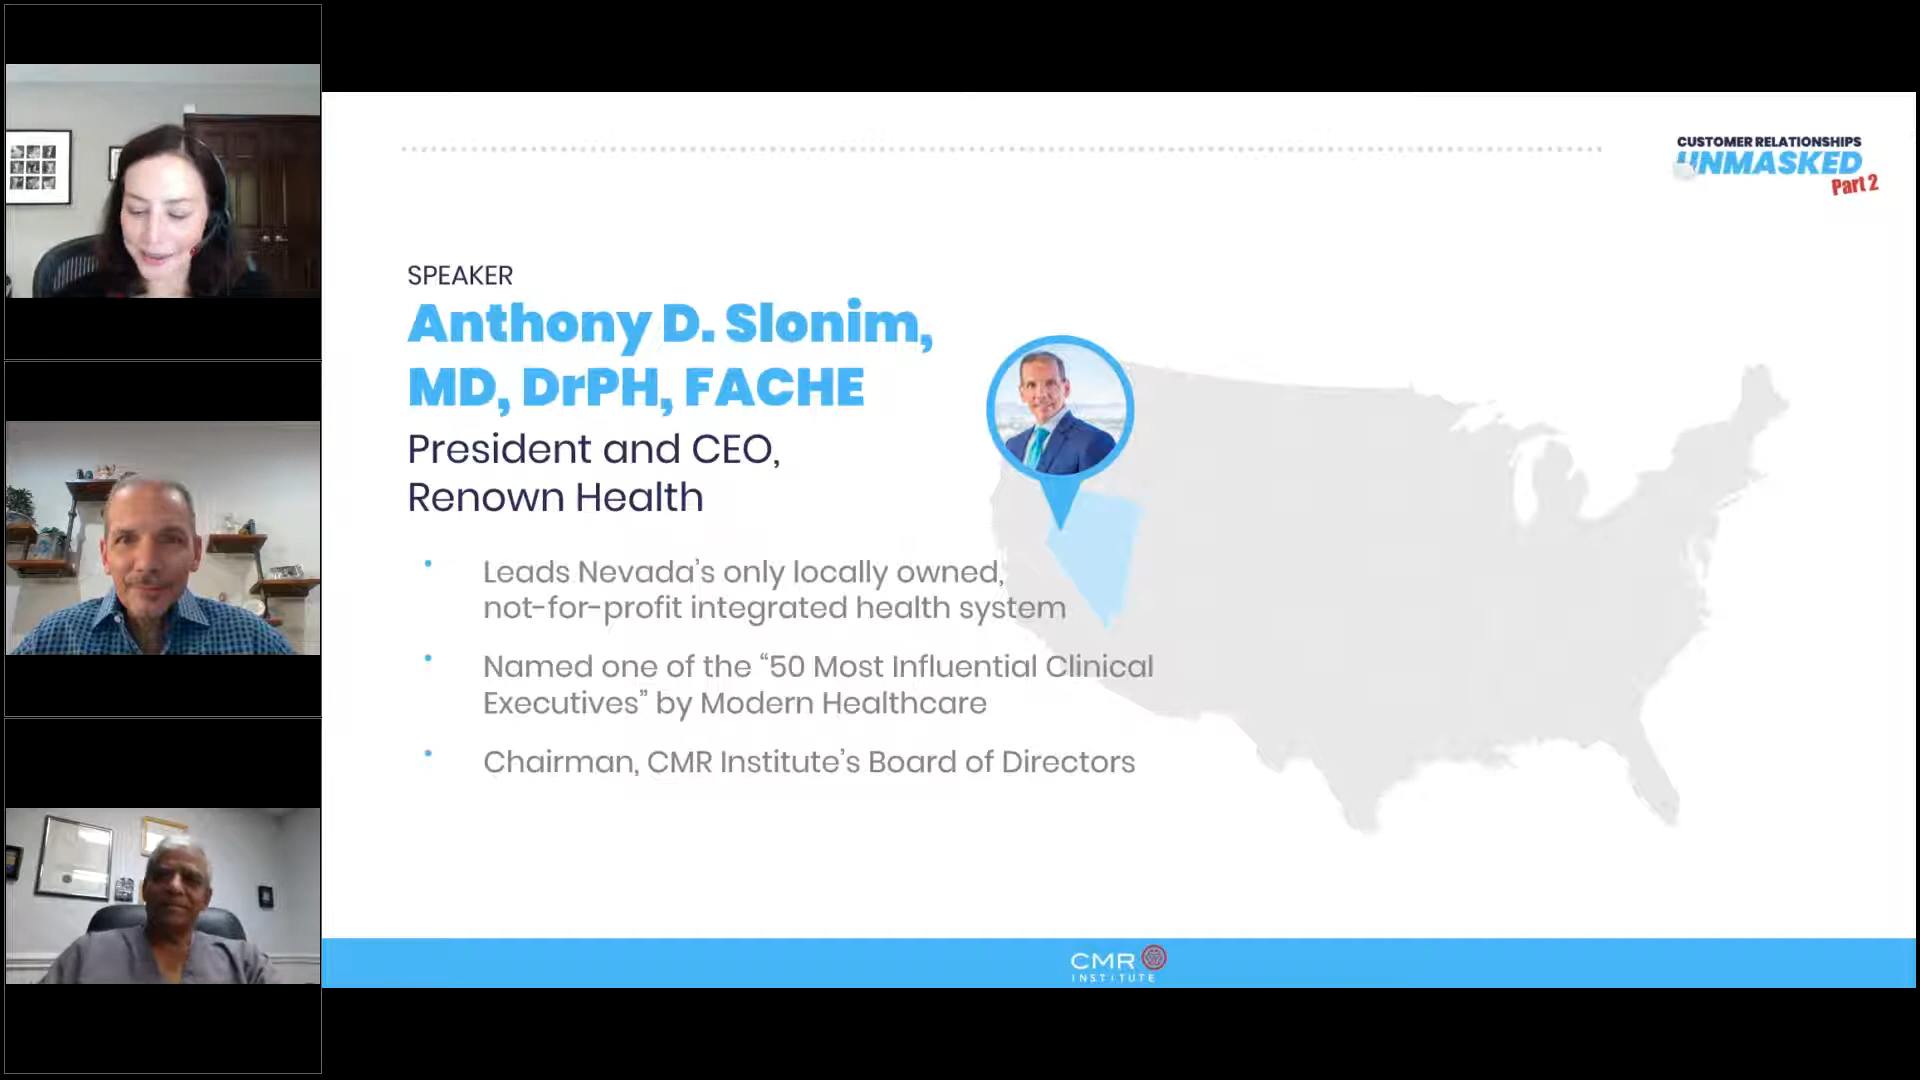 CUSTOMER RELATIONSHIPS
UNMASKED
Part 2
SPEAKER
Anthony D. Slonim,
MD, DrPH, FACHE
President and CEO,
Renown Health
• Leads Nevada's only locally owned,
not-for-profit integrated health system
• Named one of the “50 Most Influential Clinical
Executives” by Modern Healthcare
• Chairman, CMR Institute's Board of Directors
CMR
INSTITUTE